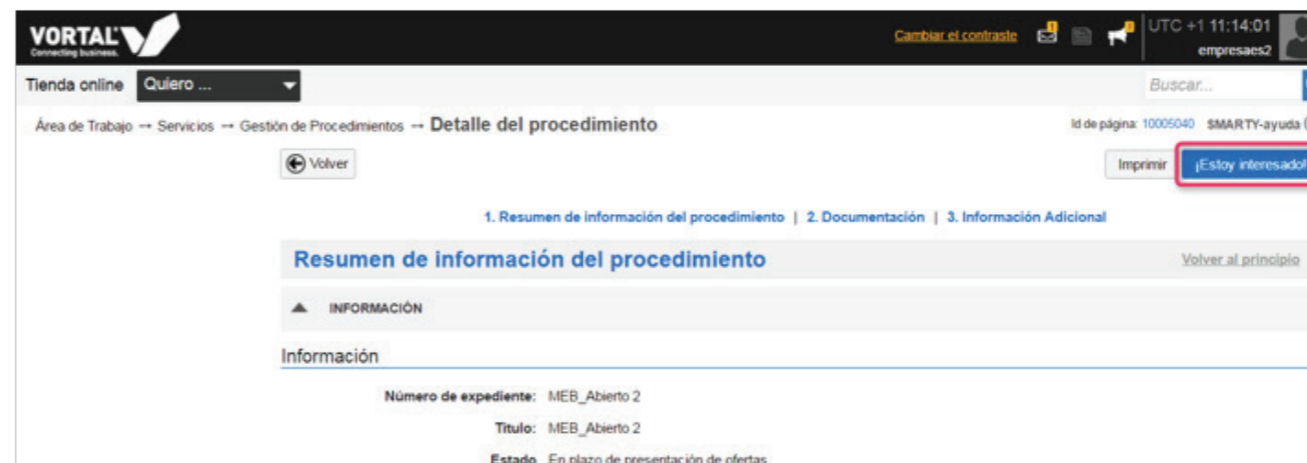 VORTAL
Connecting business.
Cambiar el contraste
UTC +1 11:14:01
empresaes2
Tienda online Quiero ...
Buscar...
Área de Trabajo → Servicios → Gestión de Procedimientos → Detalle del procedimiento
Id de página: 10005040 SMARTY-ayuda (
Volver
Imprimir ¡Estoy interesado!
1. Resumen de información del procedimiento | 2. Documentación | 3. Información Adicional
Resumen de información del procedimiento
Volver al principio
INFORMACIÓN
Información
Número de expediente: MEB_Abierto 2
Titulo: MEB_Abierto 2
Estado En plazo de presentación de ofertas